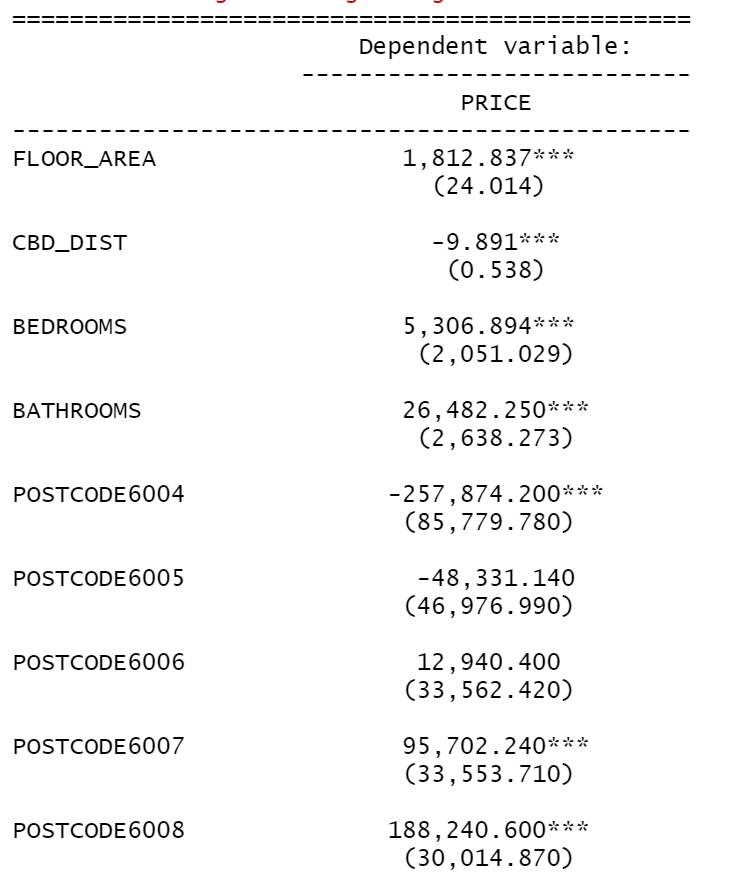 ===============================================
Dependent variable:
---------------------------
PRICE
-----------------------------------------------
FLOOR_AREA 1,812.837***
(24.014)
CBD_DIST -9.891***
(0.538)
BEDROOMS 5,306.894***
(2,051.029)
BATHROOMS 26,482.250***
(2,638.273)
POSTCODE6004 -257,874.200***
(85,779.780)
POSTCODE6005 -48,331.140
(46,976.990)
POSTCODE6006 12,940.400
(33,562.420)
POSTCODE6007 95,702.240***
(33,553.710)
POSTCODE6008 188,240.600***
(30,014.870)